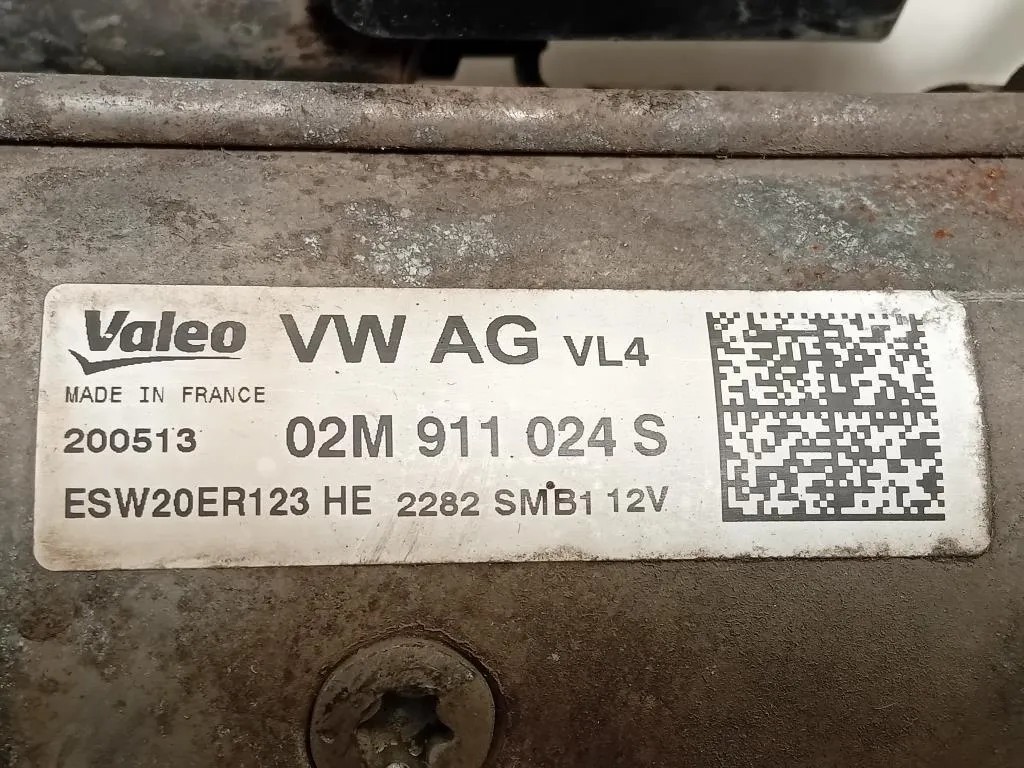 Valeo VW AG VL4
MADE IN FRANCE
200513 02M 911 024 S
ESW20ER123 HE 2282 SMB1 12V